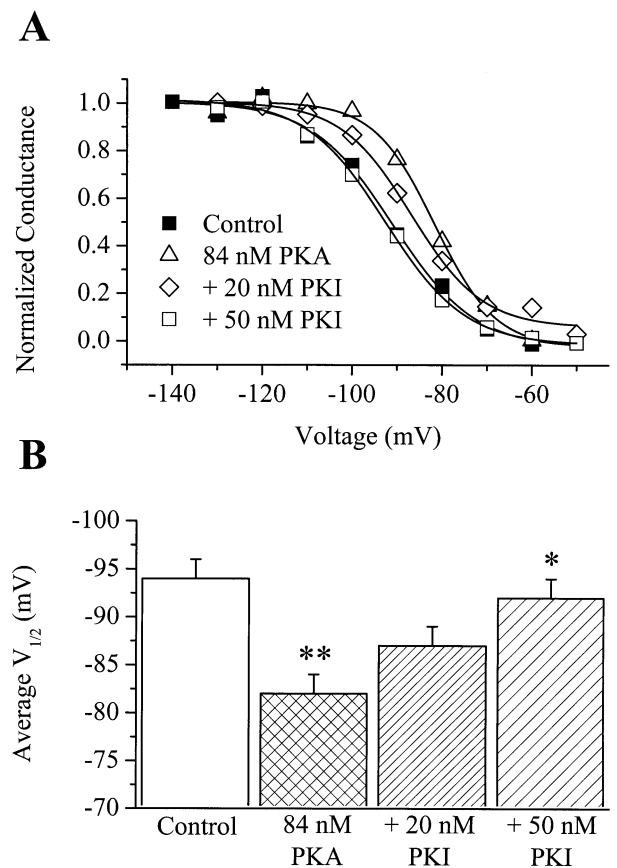 A
Normalized Conductance
1.0
0.8
0.6
0.4
0.2
0.0
Control
84 nM PKA
+ 20 nM PKI
+ 50 nM PKI
-140 -120 -100 -80 -60
Voltage (mV)
B
Average V1/2 (mV)
-100
-95
-90
-85
-80
-75
-70
**
*
Control 84 nM PKA + 20 nM PKI + 50 nM PKI